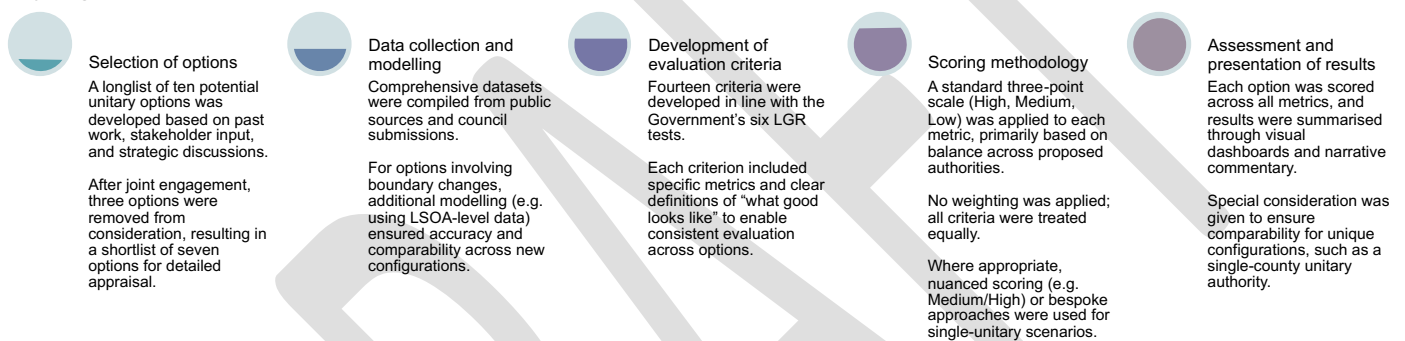 Selection of options
A longlist of ten potential
unitary options was
developed based on past
work, stakeholder input,
and strategic discussions.
After joint engagement,
three options were
removed from
consideration, resulting in
a shortlist of seven
options for detailed
appraisal.
Data collection and
modelling
Comprehensive datasets
were compiled from public
sources and council
submissions.
For options involving
boundary changes,
additional modelling (e.g.
using LSOA-level data)
ensured accuracy and
comparability across new
configurations.
Development of
evaluation criteria
Fourteen criteria were
developed in line with the
Government's six LGR
tests.
Each criterion included
specific metrics and clear
definitions of “what good
looks like” to enable
consistent evaluation
across options.
Scoring methodology
A standard three-point
scale (High, Medium,
Low) was applied to each
metric, primarily based on
balance across proposed
authorities.
No weighting was applied;
all criteria were treated
equally.
Where appropriate,
nuanced scoring (e.g.
Medium/High) or bespoke
approaches were used for
single-unitary scenarios.
Assessment and
presentation of results
Each option was scored
across all metrics, and
results were summarised
through visual
dashboards and narrative
commentary.
Special consideration was
given to ensure
comparability for unique
configurations, such as a
single-county unitary
authority.